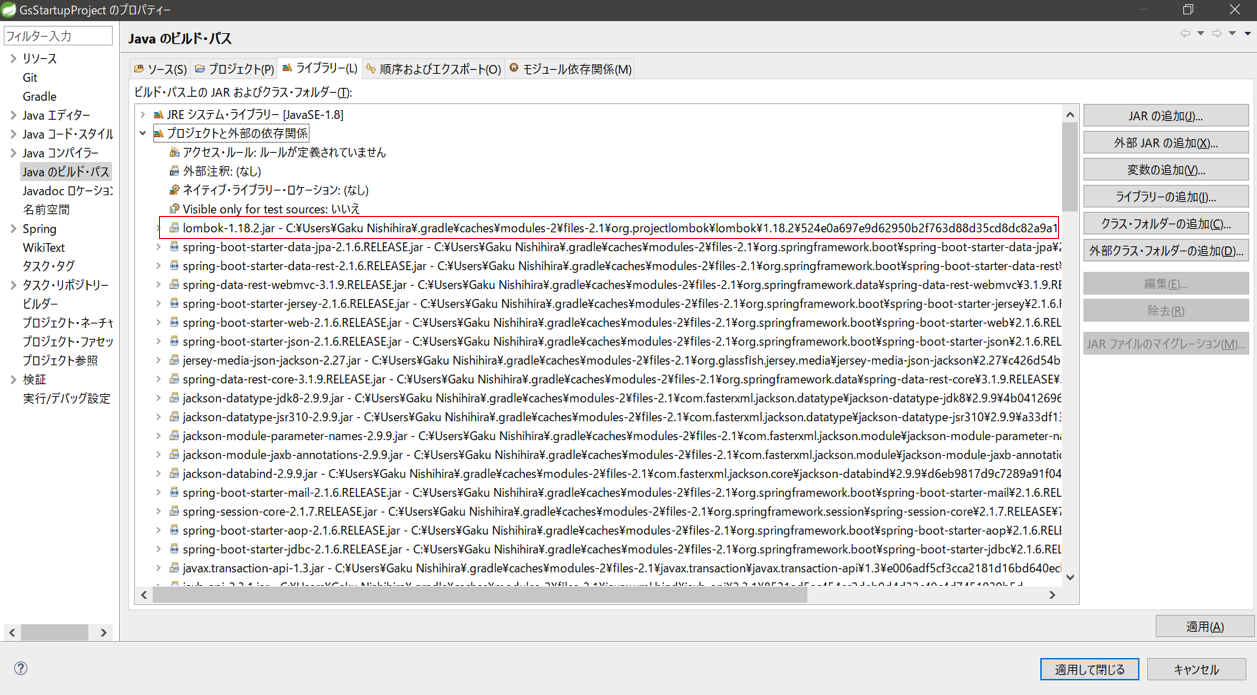 GsStartupProject のプロパティー
フィルター入力
リソース
Git
Gradle
Java エディター
Java コード・スタイル
Java コンパイラー
Java のビルド・パス
Javadoc ロケーション
名前空間
Spring
WikiText
タスク・タグ
タスク・リポジトリー
ビルダー
プロジェクト・ネーチャ
プロジェクト・ファセッ
プロジェクト参照
検証
実行/デバッグ設定
Java のビルド・パス
ソース(S) プロジェクト(P) ライブラリー(L) 順序およびエクスポート(O) モジュール依存関係(M)
ビルド・パス上の JAR およびクラス・フォルダー(T):
JRE システム・ライブラリー [JavaSE-1.8]
プロジェクトと外部の依存関係
アクセス・ルール: ルールが定義されていません
外部注釈: (なし)
ネイティブ・ライブラリー・ロケーション: (なし)
Visible only for test sources: いいえ
lombok-1.18.2.jar - C:¥Users¥Gaku Nishihira¥.gradle¥caches¥modules-2¥files-2.1¥org.projectlombok¥lombok¥1.18.2¥524e0a697e9d62950b2f763d88d35cd8dc82a9a1
spring-boot-starter-data-jpa-2.1.6.RELEASE.jar - C:¥Users¥Gaku Nishihira¥.gradle¥caches¥modules-2¥files-2.1¥org.springframework.boot¥spring-boot-starter-data-jpa¥2
spring-boot-starter-data-rest-2.1.6.RELEASE.jar - C:¥Users¥Gaku Nishihira¥.gradle¥caches¥modules-2¥files-2.1¥org.springframework.boot¥spring-boot-starter-data-rest¥
spring-data-rest-webmvc-3.1.9.RELEASE.jar - C:¥Users¥Gaku Nishihira¥.gradle¥caches¥modules-2¥files-2.1¥org.springframework.data¥spring-data-rest-webmvc¥3.1.9.RE
spring-boot-starter-jersey-2.1.6.RELEASE.jar - C:¥Users¥Gaku Nishihira¥.gradle¥caches¥modules-2¥files-2.1¥org.springframework.boot¥spring-boot-starter-jersey¥2.1.6.F
spring-boot-starter-web-2.1.6.RELEASE.jar - C:¥Users¥Gaku Nishihira¥.gradle¥caches¥modules-2¥files-2.1¥org.springframework.boot¥spring-boot-starter-web¥2.1.6.REL
spring-boot-starter-json-2.1.6.RELEASE.jar - C:¥Users¥Gaku Nishihira¥.gradle¥caches¥modules-2¥files-2.1¥org.springframework.boot¥spring-boot-starter-json¥2.1.6.REL
jersey-media-json-jackson-2.27.jar - C:¥Users¥Gaku Nishihira¥.gradle¥caches¥modules-2¥files-2.1¥org.glassfish.jersey.media¥jersey-media-json-jackson¥2.27¥c426d54b
spring-data-rest-core-3.1.9.RELEASE.jar - C:¥Users¥Gaku Nishihira¥.gradle¥caches¥modules-2¥files-2.1¥org.springframework.data¥spring-data-rest-core¥3.1.9.RELEASE¥
jackson-datatype-jdk8-2.9.9.jar - C:¥Users¥Gaku Nishihira¥.gradle¥caches¥modules-2¥files-2.1¥com.fasterxml.jackson.datatype¥jackson-datatype-jdk8¥2.9.9¥4b0412696
jackson-datatype-jsr310-2.9.9.jar - C:¥Users¥Gaku Nishihira¥.gradle¥caches¥modules-2¥files-2.1¥com.fasterxml.jackson.datatype¥jackson-datatype-jsr310¥2.9.9¥a33df13
jackson-module-parameter-names-2.9.9.jar - C:¥Users¥Gaku Nishihira¥.gradle¥caches¥modules-2¥files-2.1¥com.fasterxml.jackson.module¥jackson-module-parameter-na
jackson-module-jaxb-annotations-2.9.9.jar - C:¥Users¥Gaku Nishihira¥.gradle¥caches¥modules-2¥files-2.1¥com.fasterxml.jackson.module¥jackson-module-jaxb-annotatio
jackson-databind-2.9.9.jar - C:¥Users¥Gaku Nishihira¥.gradle¥caches¥modules-2¥files-2.1¥com.fasterxml.jackson.core¥jackson-databind¥2.9.9¥d6eb9817d9c7289a91f04
spring-boot-starter-mail-2.1.6.RELEASE.jar - C:¥Users¥Gaku Nishihira¥.gradle¥caches¥modules-2¥files-2.1¥org.springframework.boot¥spring-boot-starter-mail¥2.1.6.REL
spring-session-core-2.1.7.RELEASE.jar - C:¥Users¥Gaku Nishihira¥.gradle¥caches¥modules-2¥files-2.1¥org.springframework.session¥spring-session-core¥2.1.7.RELEASE¥7
spring-boot-starter-aop-2.1.6.RELEASE.jar - C:¥Users¥Gaku Nishihira¥.gradle¥caches¥modules-2¥files-2.1¥org.springframework.boot¥spring-boot-starter-aop¥2.1.6.RELE
spring-boot-starter-jdbc-2.1.6.RELEASE.jar - C:¥Users¥Gaku Nishihira¥.gradle¥caches¥modules-2¥files-2.1¥org.springframework.boot¥spring-boot-starter-jdbc¥2.1.6.REL
javax.transaction-api-1.3.jar - C:¥Users¥Gaku Nishihira¥.gradle¥caches¥modules-2¥files-2.1¥javax.transaction¥javax.transaction-api¥1.3¥e006adf5cf3cca2181d16bd640ecl
JAR の追加(J)...
外部 JAR の追加(X)...
変数の追加(V)...
ライブラリーの追加(I)...
クラス・フォルダーの追加(C)...
外部クラス・フォルダーの追加(D)...
編集(E)...
除去(R)
JAR ファイルのマイグレーション(M)...
適用(A)
適用して閉じる
キャンセル